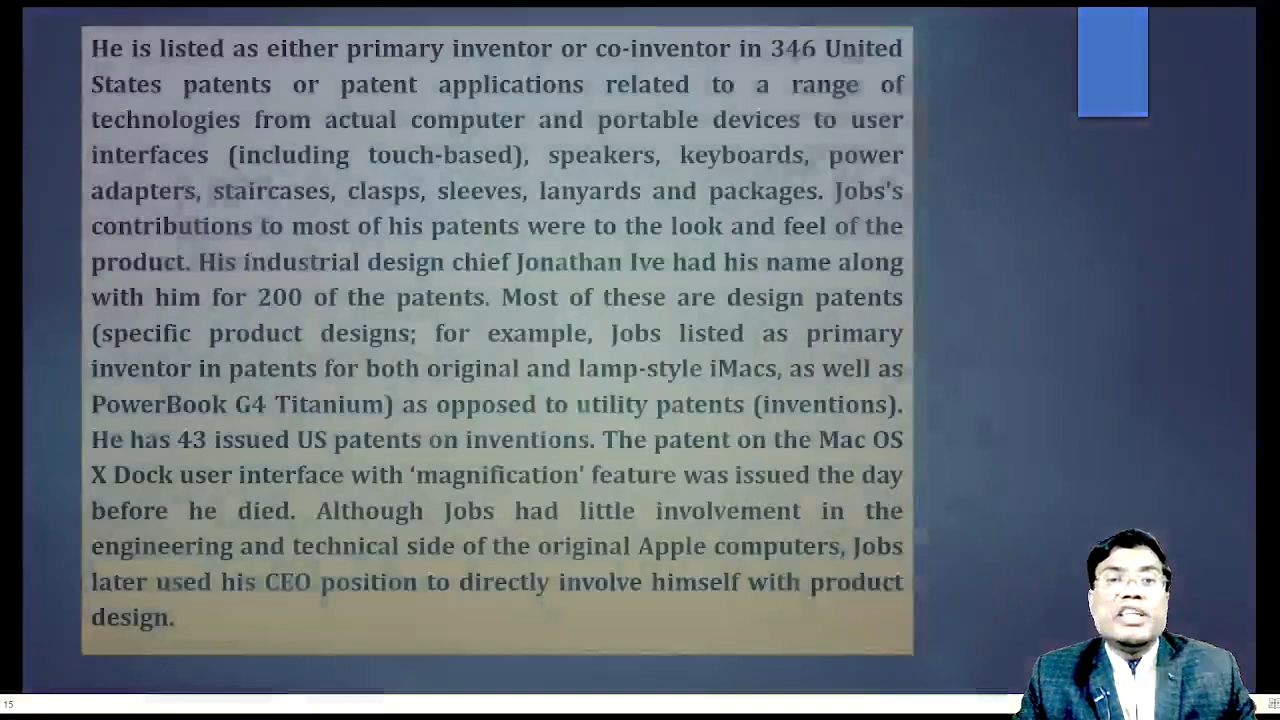 He is listed as either primary inventor or co-inventor in 346 United
States patents or patent applications related to a range of
technologies from actual computer and portable devices to user
interfaces (including touch-based), speakers, keyboards, power
adapters, staircases, clasps, sleeves, lanyards and packages. Jobs's
contributions to most of his patents were to the look and feel of the
product. His industrial design chief Jonathan Ive had his name along
with him for 200 of the patents. Most of these are design patents
(specific product designs; for example, Jobs listed as primary
inventor in patents for both original and lamp-style iMacs, as well as
PowerBook G4 Titanium) as opposed to utility patents (inventions).
He has 43 issued US patents on inventions. The patent on the Mac OS
X Dock user interface with ‘magnification' feature was issued the day
before he died. Although Jobs had little involvement in the
engineering and technical side of the original Apple computers, Jobs
later used his CEO position to directly involve himself with product
design.
15